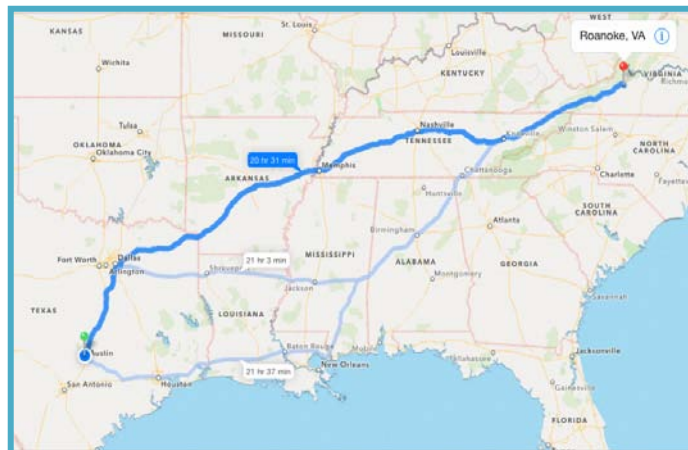 St. Louis
WEST
KANSAS
MISSOURI
Roanoke, VA
Louisville
Wichita
KENTUCKY
VIRGINIA
Richm
Tulsa
Nashville
Knoxville
Winston Salem
OKLAHOMA
Oklahoma City
TENNESSEE
NORTH
CAROLINA
20 hr 31 min
Memphis
Chattanooga
Charlotte
Fayettev
ARKANSAS
Huntsville
SOUTH
CAROLINA
Atlanta
Birmingham
Dallas
Fort Worth
Arlington
21 hr 3 min
Shreveport
MISSISSIPPI
ALABAMA
GEORGIA
Jackson
Montgomery
Savannah
TEXAS
LOUISIANA
Austin
Baton Rouge
Mobile
Tallahassee
Jacksonville
San Antonio
Houston
21 hr 37 min
New Orleans
Gainesville
FLORIDA
Orlando